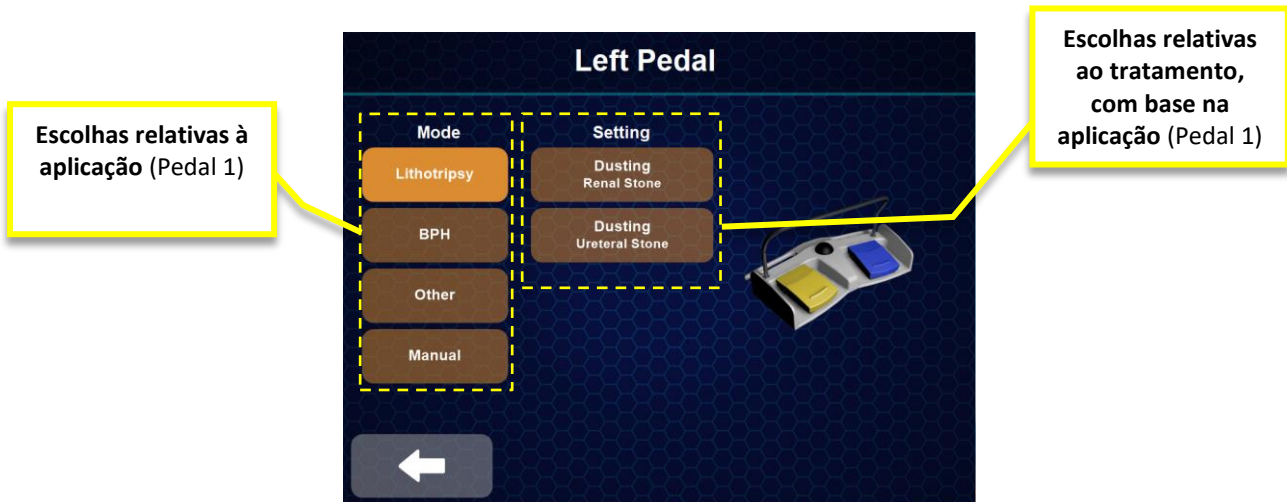 Left Pedal
Escolhas relativas à
aplicação (Pedal 1)
Mode
Lithotripsy
BPH
Other
Manual
Setting
Dusting
Renal Stone
Dusting
Ureteral Stone
Escolhas relativas
ao tratamento,
com base na
aplicação (Pedal 1)